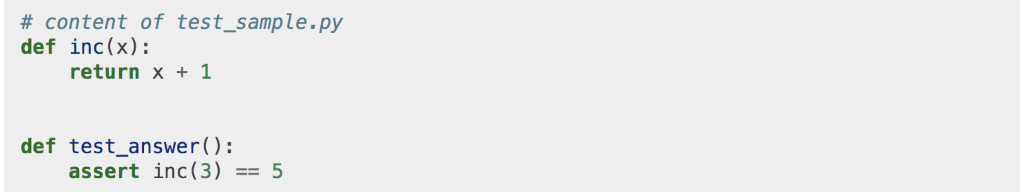 # content of test_sample.py
def inc(x):
    return x + 1
def test_answer():
    assert inc(3) == 5